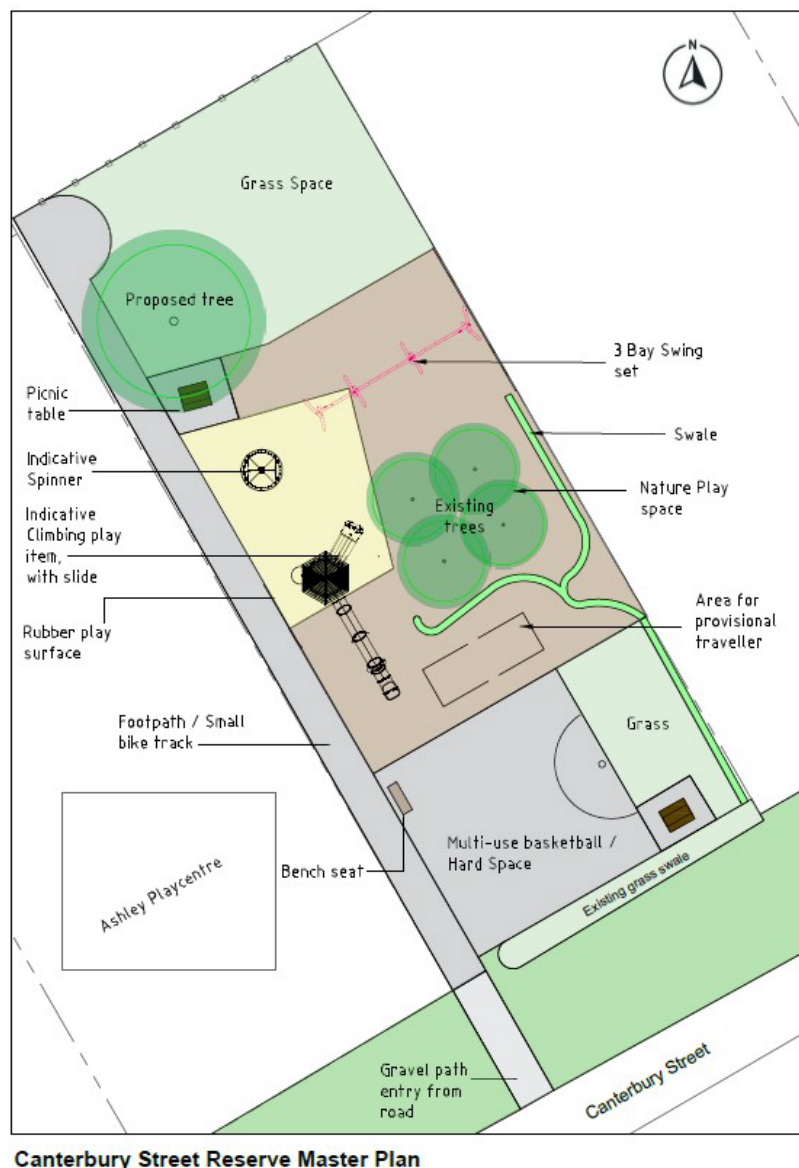 N
Grass Space
Proposed tree
3 Bay Swing
set
Picnic
table
Swale
Indicative
Spinner
Nature Play
space
Existing
trees
Indicative
Climbing play
item,
with slide
Area for
provisional
traveller
Rubber play
surface
Grass
Footpath / Small
bike track
Multi-use basketball /
Hard Space
Bench seat
Ashley Playcentre
Existing grass swale
Gravel path
entry from
road
Canterbury Street
Canterbury Street Reserve Master Plan